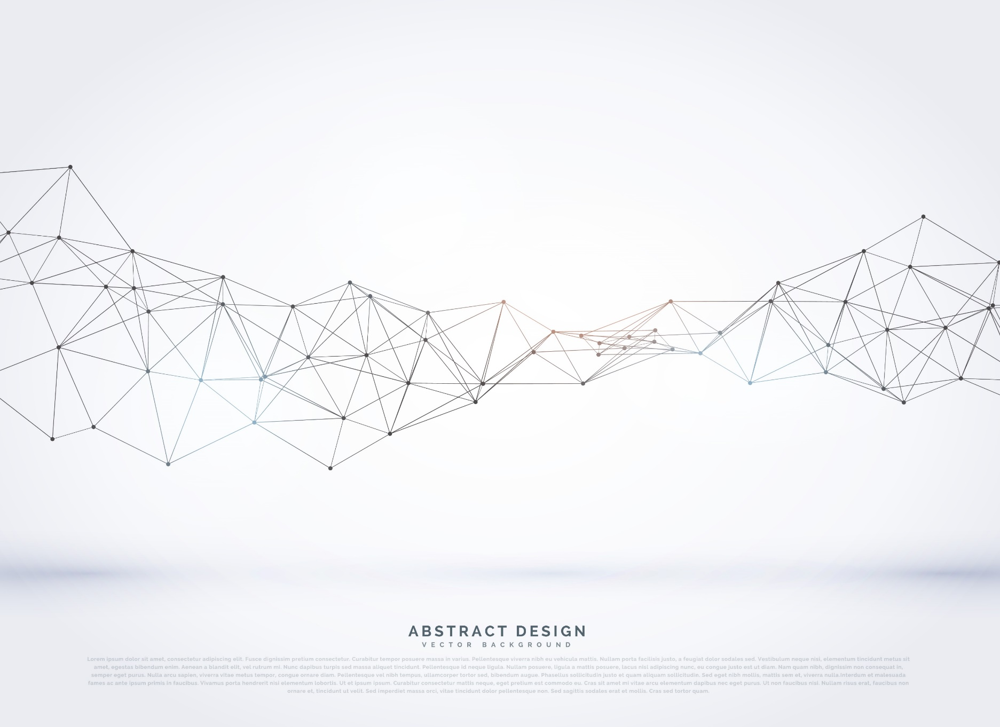 ABSTRACT DESIGN
VECTOR BACKGROUND
Lorem ipsum dolor sit amet, consectetur adipiscing elit. Fusce dignissim pretium consectetur. Curabitur tempor posuere massa in varius. Pellentesque viverra nibh eu vehicula mattis. Nullam porta facilisis justo, a feugiat dolor sodales sed. Vestibulum neque nisi, elementum tincidunt metus sit
amet, egestas bibendum enim. Aenean a blandit elit, vel rutrum mi. Nunc dapibus turpis sed massa aliquet tincidunt. Pellentesque id neque ligula. Nullam posuere, ligula a mattis posuere, lacus nisl adipiscing nunc, eu congue justo est ut diam. Nam quam nibh, dignissim non consequat in,
semper eget purus. Nulla arcu sapien, viverra vitae metus tempor, congue ornare diam. Pellentesque vel nibh tempus, ullamcorper tortor sed, bibendum augue. Phasellus sollicitudin justo et quam aliquam sollicitudin. Sed eget nibh mollis, mattis sem et, viverra nulla.Interdum et malesuada
fames ac ante ipsum primis in faucibus. Vivamus porta hendrerit nisi elementum lobortis. Ut et ipsum ipsum. Curabitur consectetur mattis neque, eget pretium est commodo eu. Cras sit amet mi vitae arcu elementum dapibus nec eget purus. Ut non faucibus nisi. Nullam risus erat, faucibus non
ornare et, tincidunt ut velit. Sed imperdiet massa orci, vitae tincidunt dolor pellentesque non. Sed sagittis sodales erat et mollis. Cras sed tortor quam.